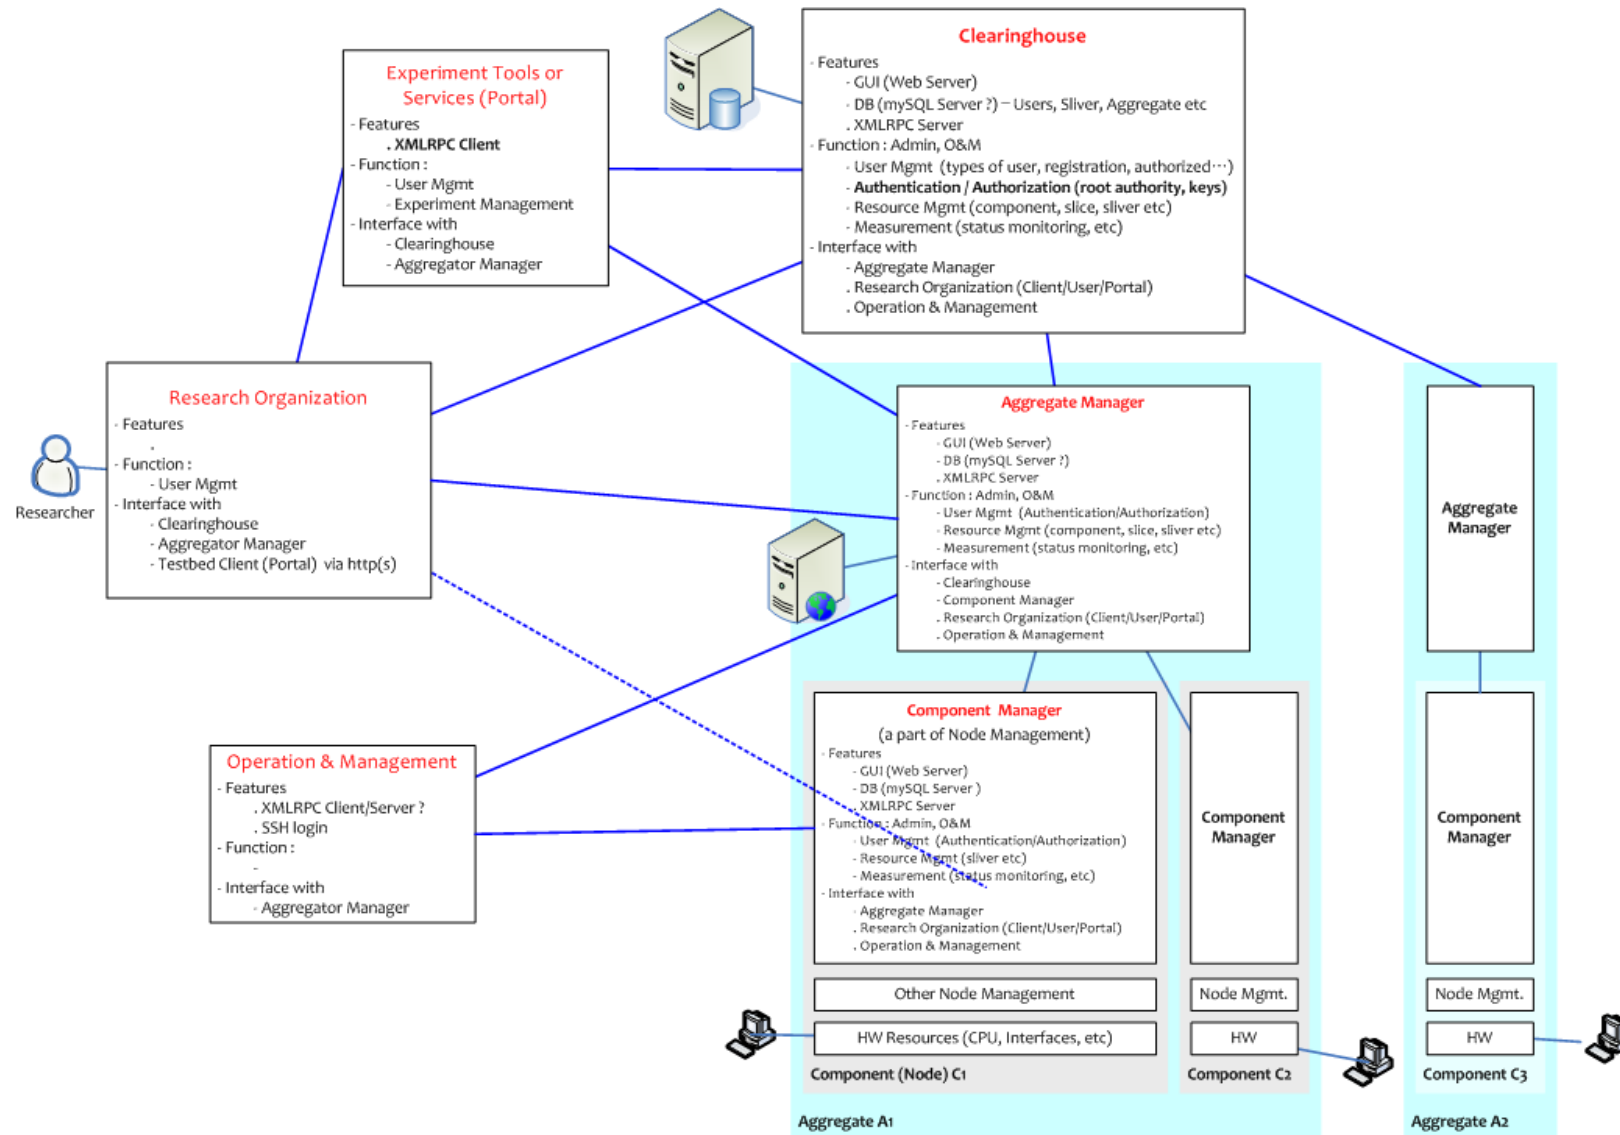 Experiment Tools or
Services (Portal)
- Features
. XMLRPC Client
- Function :
- User Mgmt
- Experiment Management
- Interface with
- Clearinghouse
- Aggregator Manager
Clearinghouse
- Features
- GUI (Web Server)
- DB (mySQL Server ?) – Users, Sliver, Aggregate etc
. XMLRPC Server
- Function : Admin, O&M
- User Mgmt (types of user, registration, authorized⋯)
- Authentication / Authorization (root authority, keys)
- Resource Mgmt (component, slice, sliver etc)
- Measurement (status monitoring, etc)
- Interface with
- Aggregate Manager
. Research Organization (Client/User/Portal)
. Operation & Management
Research Organization
- Features
.
- Function :
- User Mgmt
- Interface with
- Clearinghouse
- Aggregator Manager
- Testbed Client (Portal) via http(s)
Researcher
Aggregate Manager
- Features
- GUI (Web Server)
- DB (mySQL Server ?)
. XMLRPC Server
- Function : Admin, O&M
- User Mgmt (Authentication/Authorization)
- Resource Mgmt (component, slice, sliver etc)
- Measurement (status monitoring, etc)
- Interface with
- Clearinghouse
- Component Manager
. Research Organization (Client/User/Portal)
. Operation & Management
Aggregate
Manager
Operation & Management
- Features
. XMLRPC Client/Server ?
. SSH login
- Function :
-
- Interface with
- Aggregator Manager
Component Manager
(a part of Node Management)
- Features
- GUI (Web Server)
- DB (mySQL Server )
. XMLRPC Server
- Function : Admin, O&M
- User Mgmt (Authentication/Authorization)
- Resource Mgmt (sliver etc)
- Measurement (status monitoring, etc)
- Interface with
- Aggregate Manager
. Research Organization (Client/User/Portal)
. Operation & Management
Component
Manager
Component
Manager
Other Node Management
Node Mgmt.
Node Mgmt.
HW Resources (CPU, Interfaces, etc)
HW
HW
Component (Node) C1
Component C2
Component C3
Aggregate A1
Aggregate A2